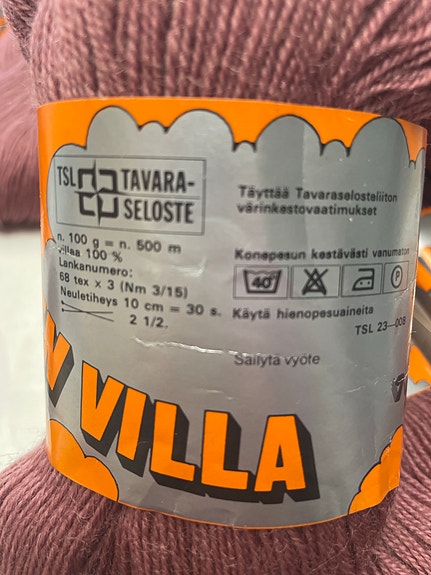 TSL TAVARA-
SELOSTE
n. 100 g = n. 500 m
villaa 100 %
Lankanumero:
68 tex x 3 (Nm 3/15)
Neuletiheys 10 cm = 30 s.
2 1/2.
Täyttää Tavaraselosteliiton
värinkestovaatimukset
Konepesun kestävästi vanumaton
40° P
Käytä hienopesuaineita
TSL 23—008
Säilytä vyöte
VILLA